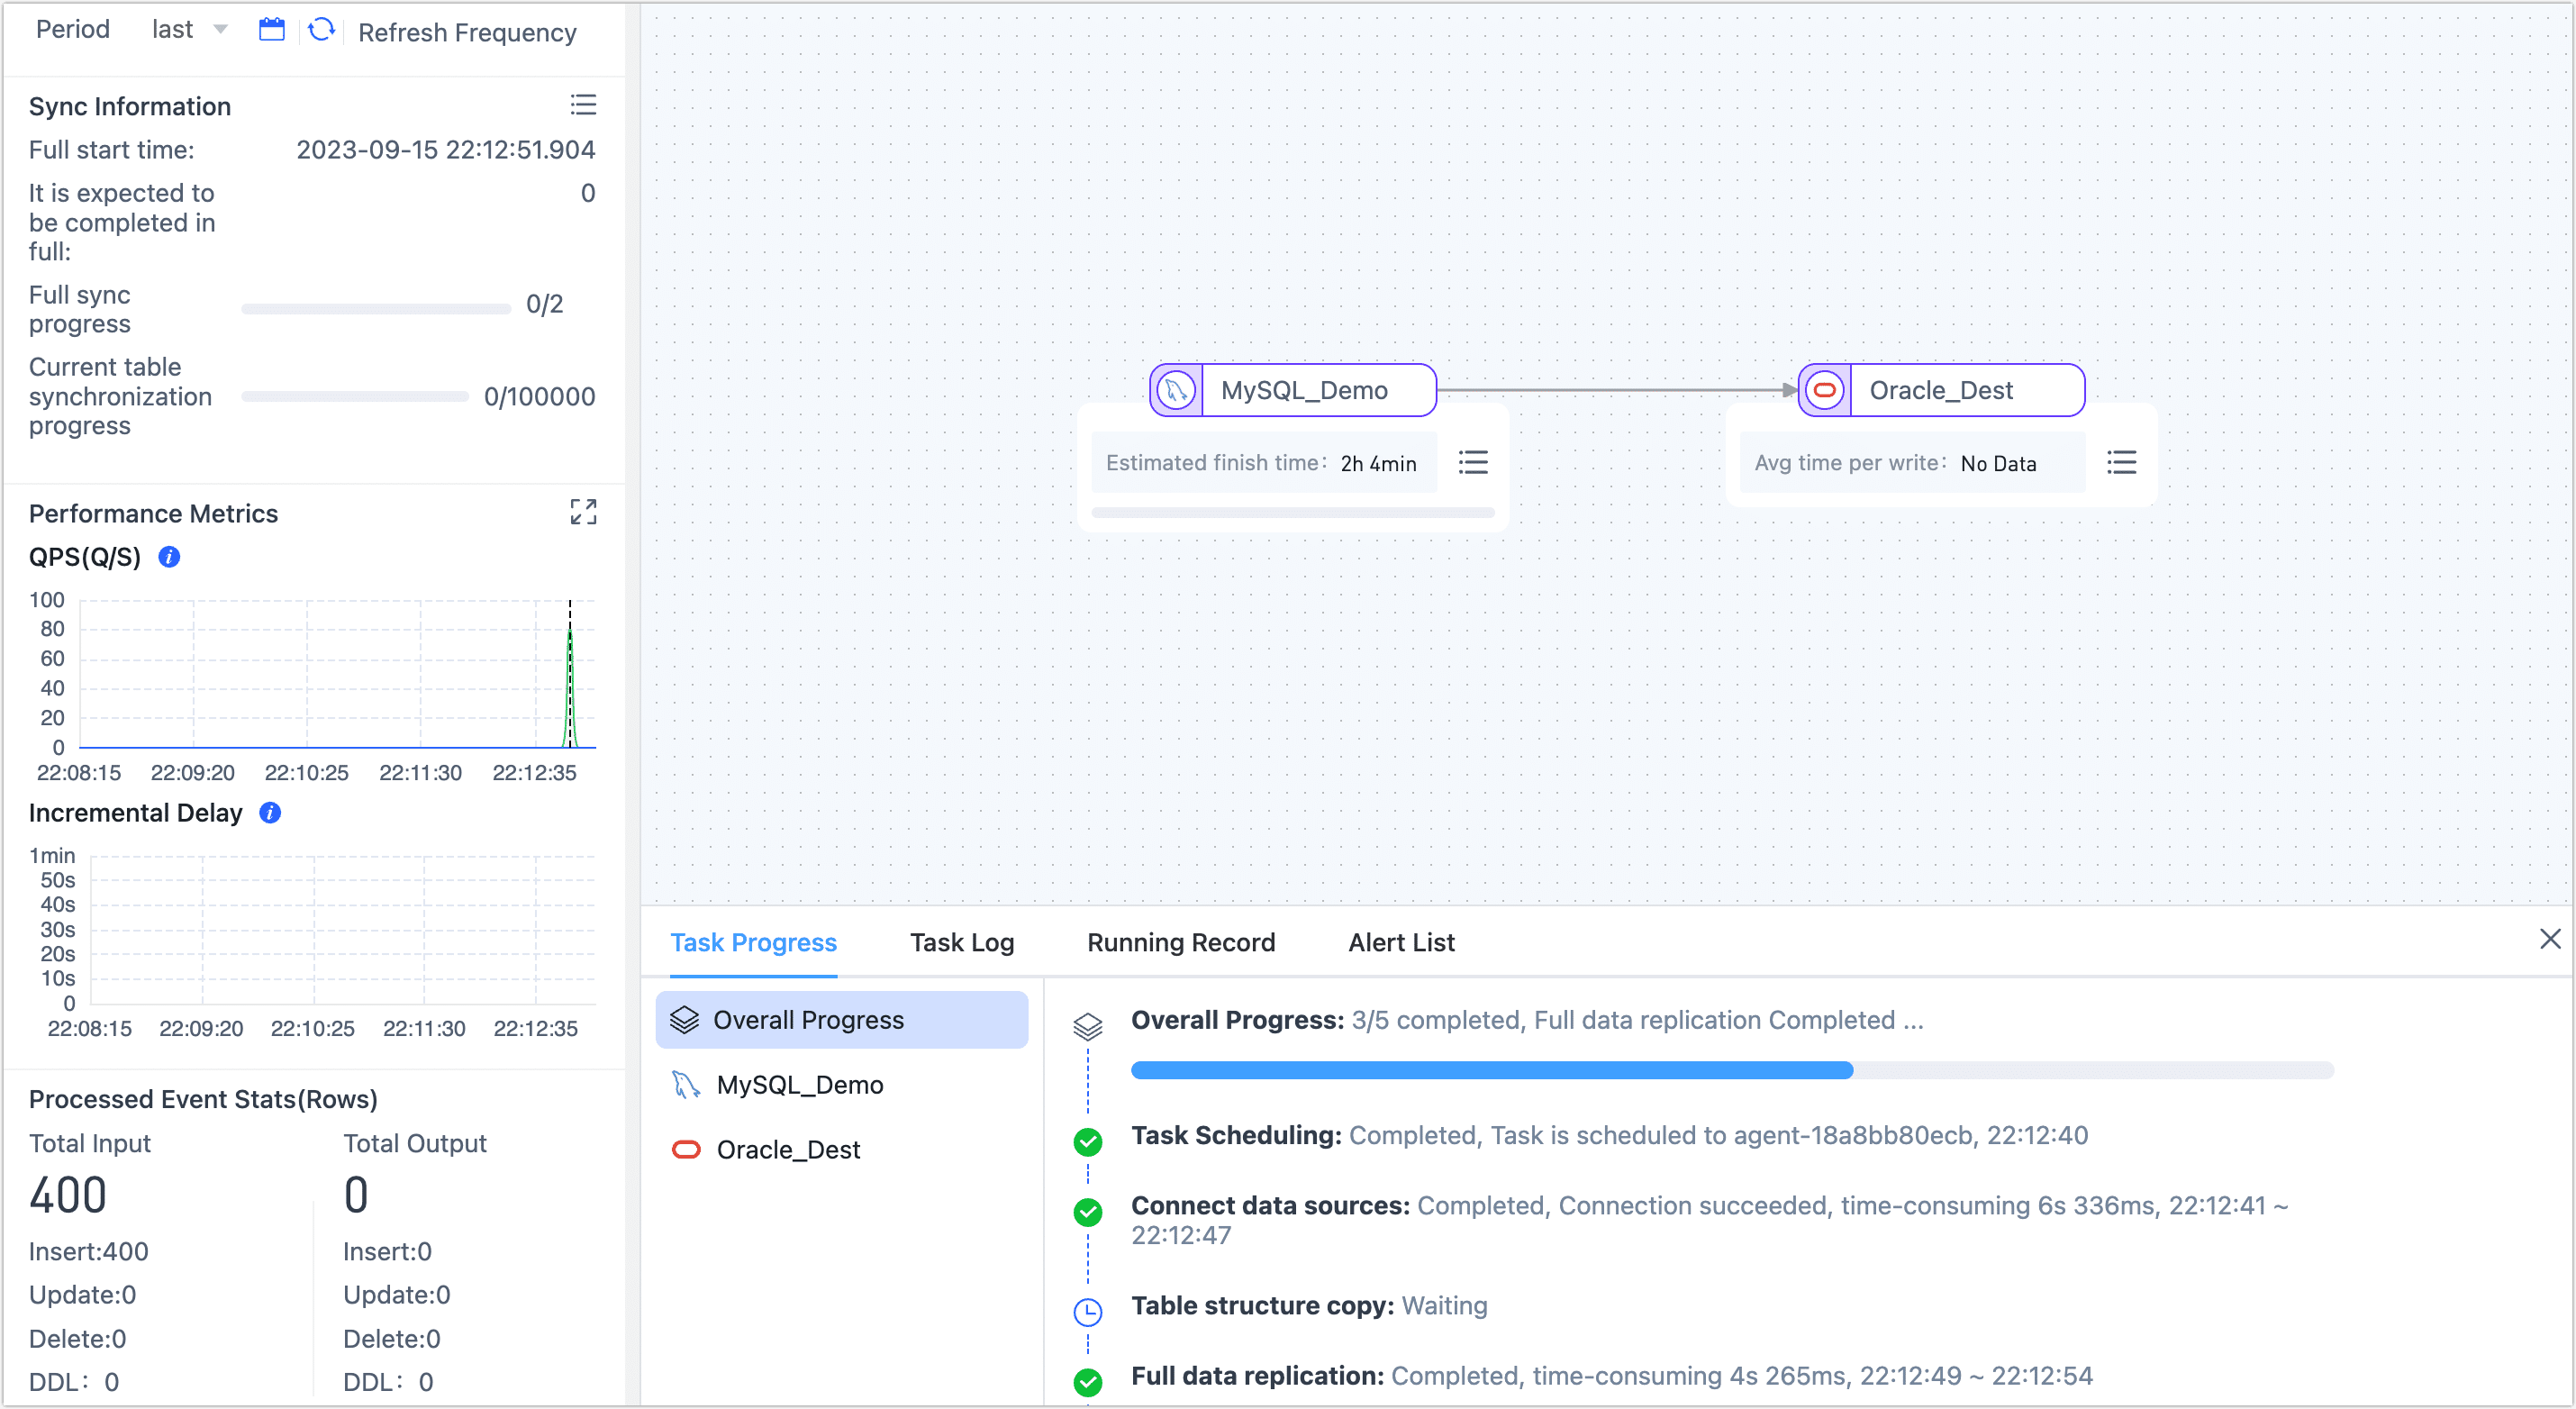 Period last Refresh Frequency
Sync Information
Full start time: 2023-09-15 22:12:51.904
It is expected to 0
be completed in
full:
Full sync
progress 0/2
Current table
synchronization 0/100000
progress
Performance Metrics
QPS(Q/S)
100
80
60
40
20
0
22:08:15 22:09:20 22:10:25 22:11:30 22:12:35
Incremental Delay
1min
50s
40s
30s
20s
10s
0
22:08:15 22:09:20 22:10:25 22:11:30 22:12:35
Processed Event Stats(Rows)
Total Input Total Output
400 0
Insert:400 Insert:0
Update:0 Update:0
Delete:0 Delete:0
DDL: 0 DDL: 0
MySQL_Demo
Estimated finish time: 2h 4min
Oracle_Dest
Avg time per write: No Data
Task Progress Task Log Running Record Alert List
Overall Progress
MySQL_Demo
Oracle_Dest
Overall Progress: 3/5 completed, Full data replication Completed ...
Task Scheduling: Completed, Task is scheduled to agent-18a8bb80ecb, 22:12:40
Connect data sources: Completed, Connection succeeded, time-consuming 6s 336ms, 22:12:41 ~
22:12:47
Table structure copy: Waiting
Full data replication: Completed, time-consuming 4s 265ms, 22:12:49 ~ 22:12:54